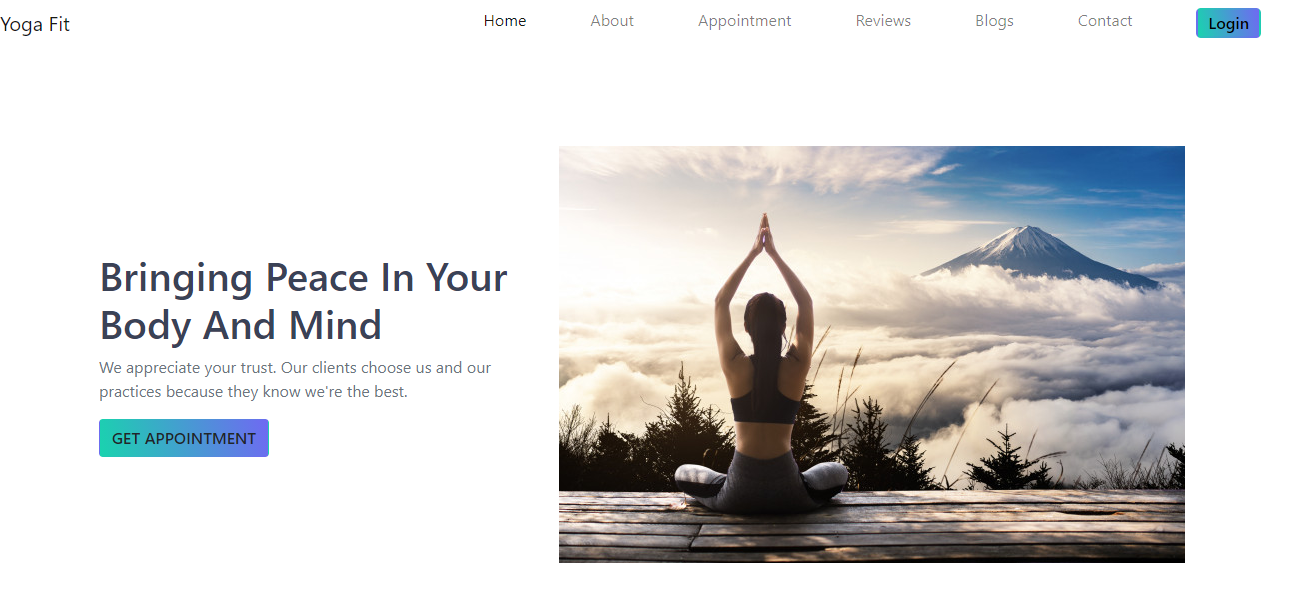 Yoga Fit
Home
About
Appointment
Reviews
Blogs
Contact
Login
Bringing Peace In Your
Body And Mind
We appreciate your trust. Our clients choose us and our
practices because they know we're the best.
GET APPOINTMENT